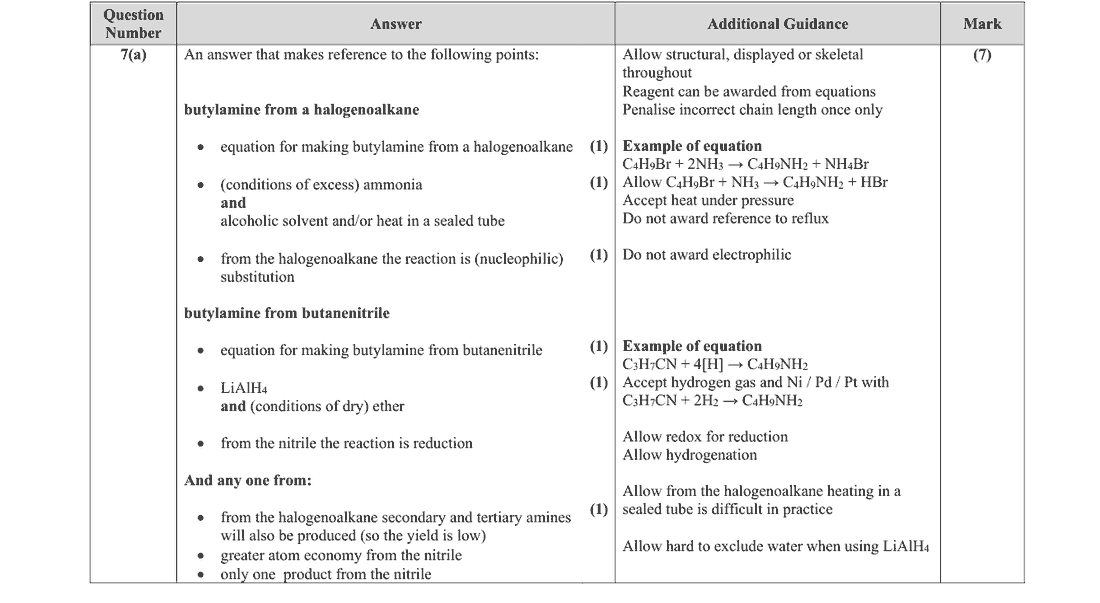 Question Number Answer Additional Guidance Mark
7(a) An answer that makes reference to the following points: Allow structural, displayed or skeletal (7)
throughout
Reagent can be awarded from equations
butylamine from a halogenoalkane Penalise incorrect chain length once only
• equation for making butylamine from a halogenoalkane (1) Example of equation
C₄H₉Br + 2NH₃ → C₄H₉NH₂ + NH₄Br
• (conditions of excess) ammonia (1) Allow C₄H₉Br + NH₃ → C₄H₉NH₂ + HBr
and Accept heat under pressure
alcoholic solvent and/or heat in a sealed tube Do not award reference to reflux
• from the halogenoalkane the reaction is (nucleophilic) (1) Do not award electrophilic
substitution
butylamine from butanenitrile
• equation for making butylamine from butanenitrile (1) Example of equation
C₃H₇CN + 4[H] → C₄H₉NH₂
• LiAlH₄ (1) Accept hydrogen gas and Ni / Pd / Pt with
and (conditions of dry) ether C₃H₇CN + 2H₂ → C₄H₉NH₂
• from the nitrile the reaction is reduction Allow redox for reduction
Allow hydrogenation
And any one from:
Allow from the halogenoalkane heating in a
• from the halogenoalkane secondary and tertiary amines (1) sealed tube is difficult in practice
will also be produced (so the yield is low)
• greater atom economy from the nitrile Allow hard to exclude water when using LiAlH₄
• only one product from the nitrile